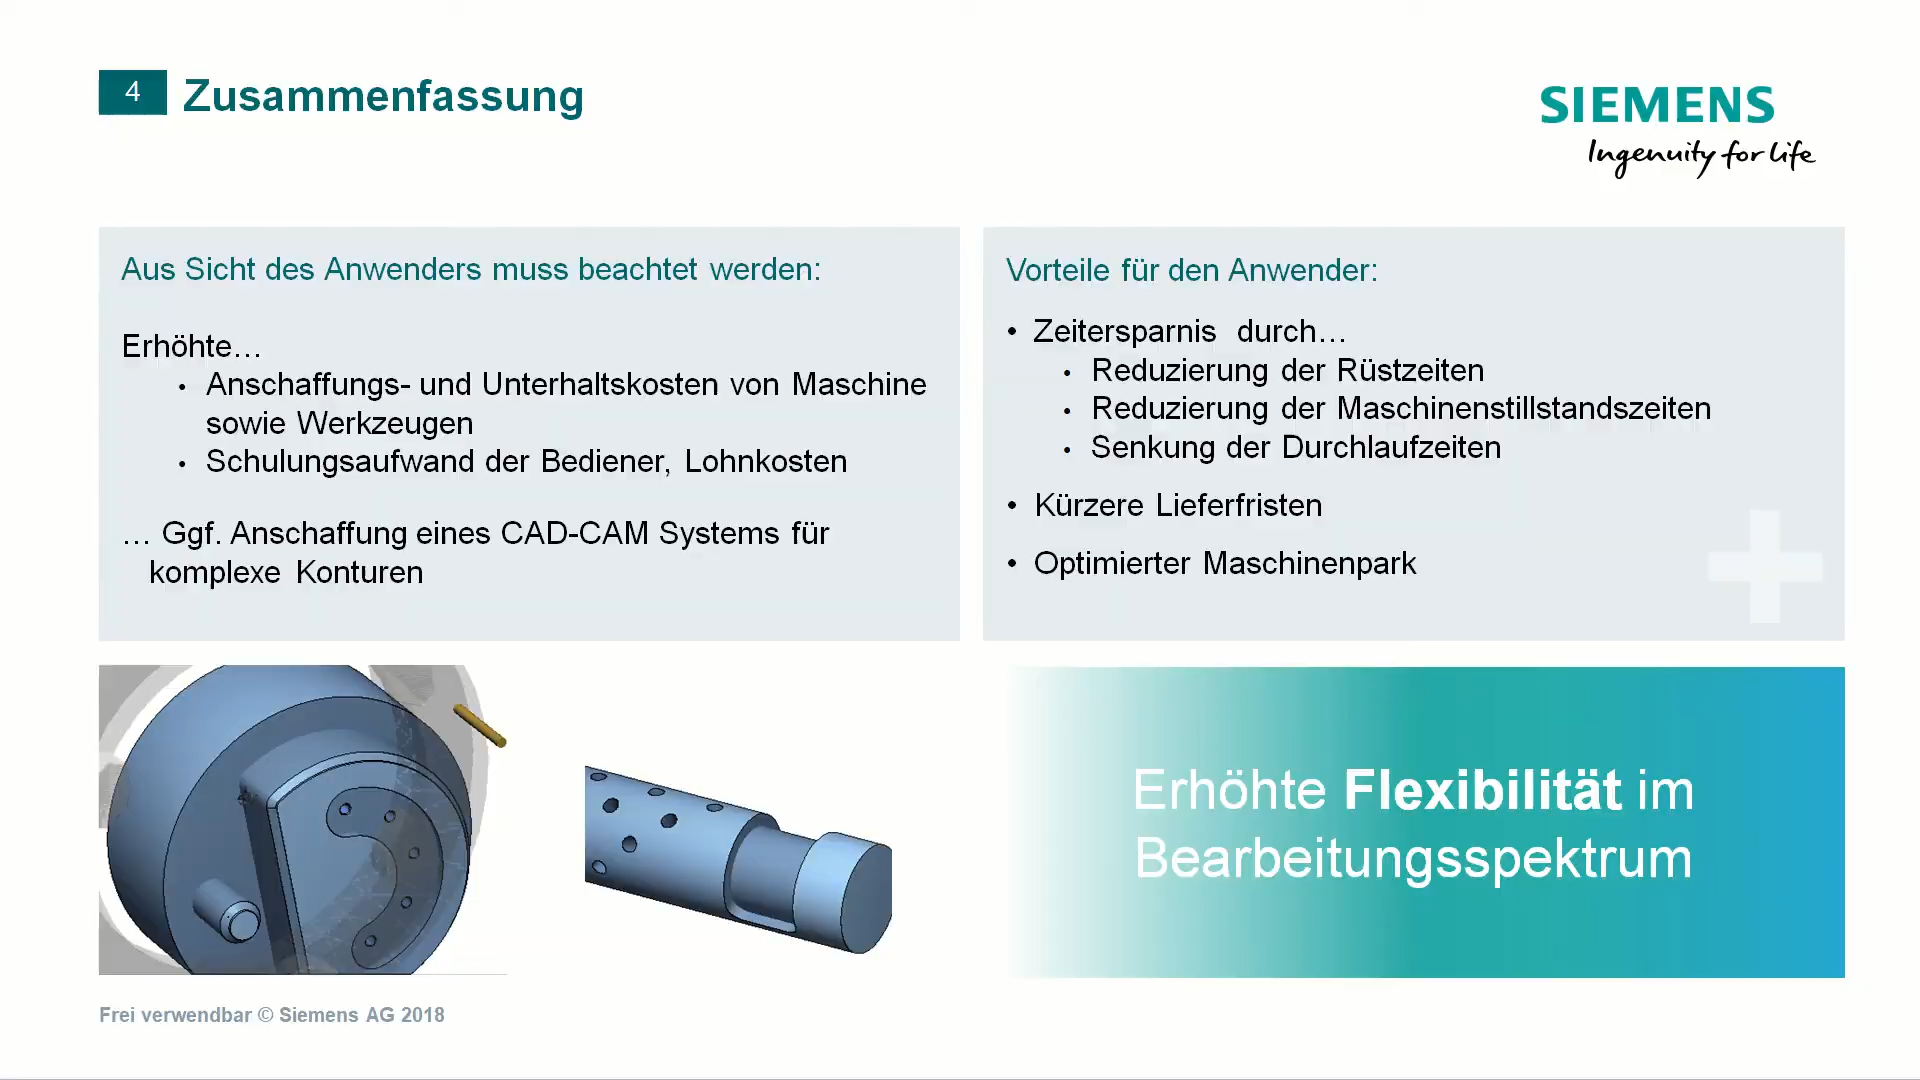 4 Zusammenfassung
SIEMENS
Ingenuity for life
Aus Sicht des Anwenders muss beachtet werden:
Erhöhte…
• Anschaffungs- und Unterhaltskosten von Maschine
sowie Werkzeugen
• Schulungsaufwand der Bediener, Lohnkosten
… Ggf. Anschaffung eines CAD-CAM Systems für
komplexe Konturen
Vorteile für den Anwender:
• Zeitersparnis durch…
• Reduzierung der Rüstzeiten
• Reduzierung der Maschinenstillstandszeiten
• Senkung der Durchlaufzeiten
• Kürzere Lieferfristen
• Optimierter Maschinenpark
Erhöhte Flexibilität im
Bearbeitungsspektrum
Frei verwendbar © Siemens AG 2018